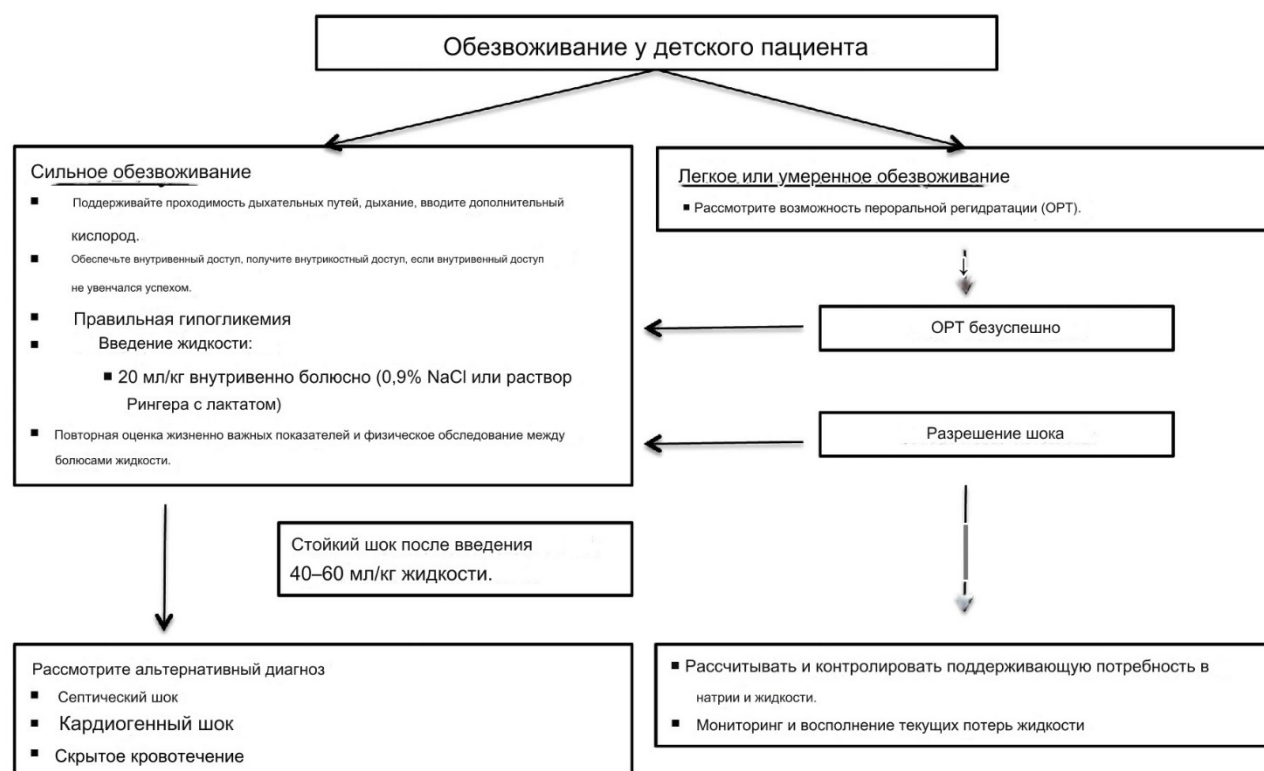 Обезвоживание у детского пациента
Сильное обезвоживание
■ Поддерживайте проходимость дыхательных путей, дыхание, вводите дополнительный
кислород.
■ Обеспечьте внутривенный доступ, получите внутрикостный доступ, если внутривенный доступ
не увенчался успехом.
■ Правильная гипогликемия
■ Введение жидкости:
■ 20 мл/кг внутривенно болюсно (0,9% NaCl или раствор
Рингера с лактатом)
■ Повторная оценка жизненно важных показателей и физическое обследование между
болюсами жидкости.
Легкое или умеренное обезвоживание
■ Рассмотрите возможность пероральной регидратации (ОРТ).
ОРТ безуспешно
Разрешение шока
Стойкий шок после введения
40–60 мл/кг жидкости.
Рассмотрите альтернативный диагноз
■ Септический шок
■ Кардиогенный шок
■ Скрытое кровотечение
■ Рассчитывать и контролировать поддерживающую потребность в
натрии и жидкости.
■ Мониторинг и восполнение текущих потерь жидкости